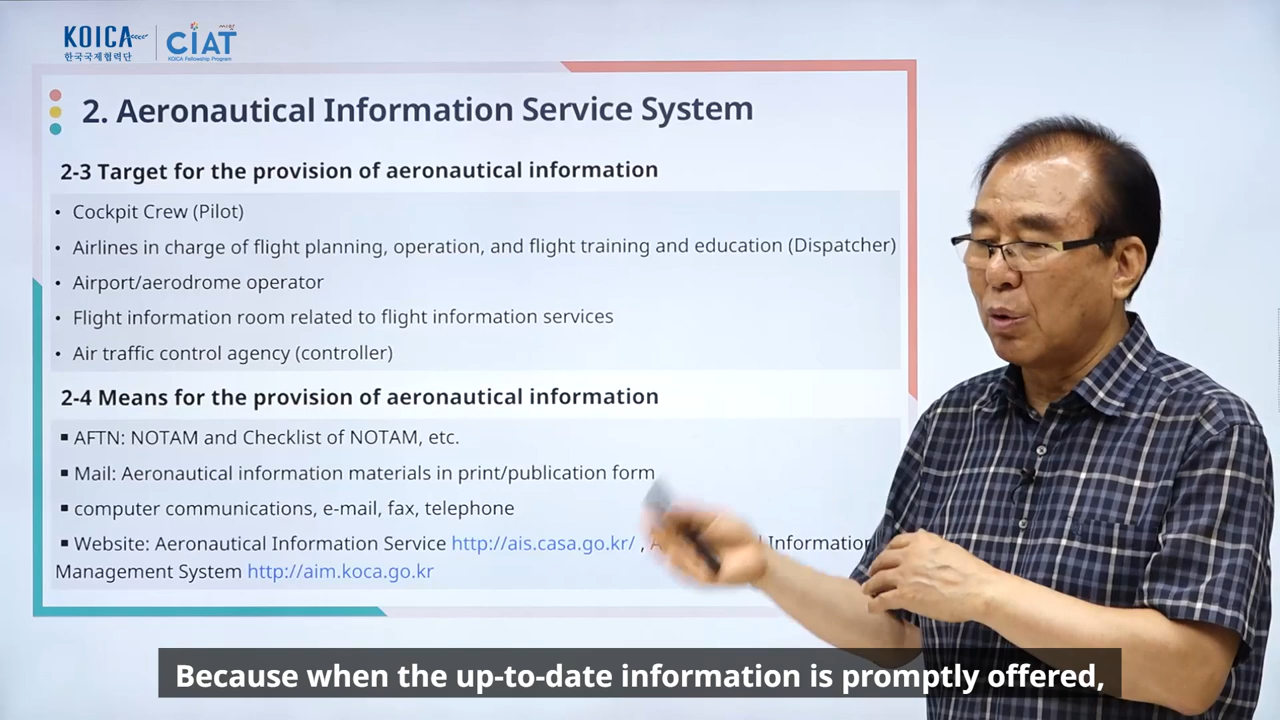 KOICA
한국국제협력단
CIAT
KOICA Fellowship Program
2. Aeronautical Information Service System
2-3 Target for the provision of aeronautical information
• Cockpit Crew (Pilot)
• Airlines in charge of flight planning, operation, and flight training and education (Dispatcher)
• Airport/aerodrome operator
• Flight information room related to flight information services
• Air traffic control agency (controller)
2-4 Means for the provision of aeronautical information
▪ AFTN: NOTAM and Checklist of NOTAM, etc.
▪ Mail: Aeronautical information materials in print/publication form
▪ computer communications, e-mail, fax, telephone
▪ Website: Aeronautical Information Service http://ais.casa.go.kr/ , Information
Management System http://aim.koca.go.kr
Because when the up-to-date information is promptly offered,